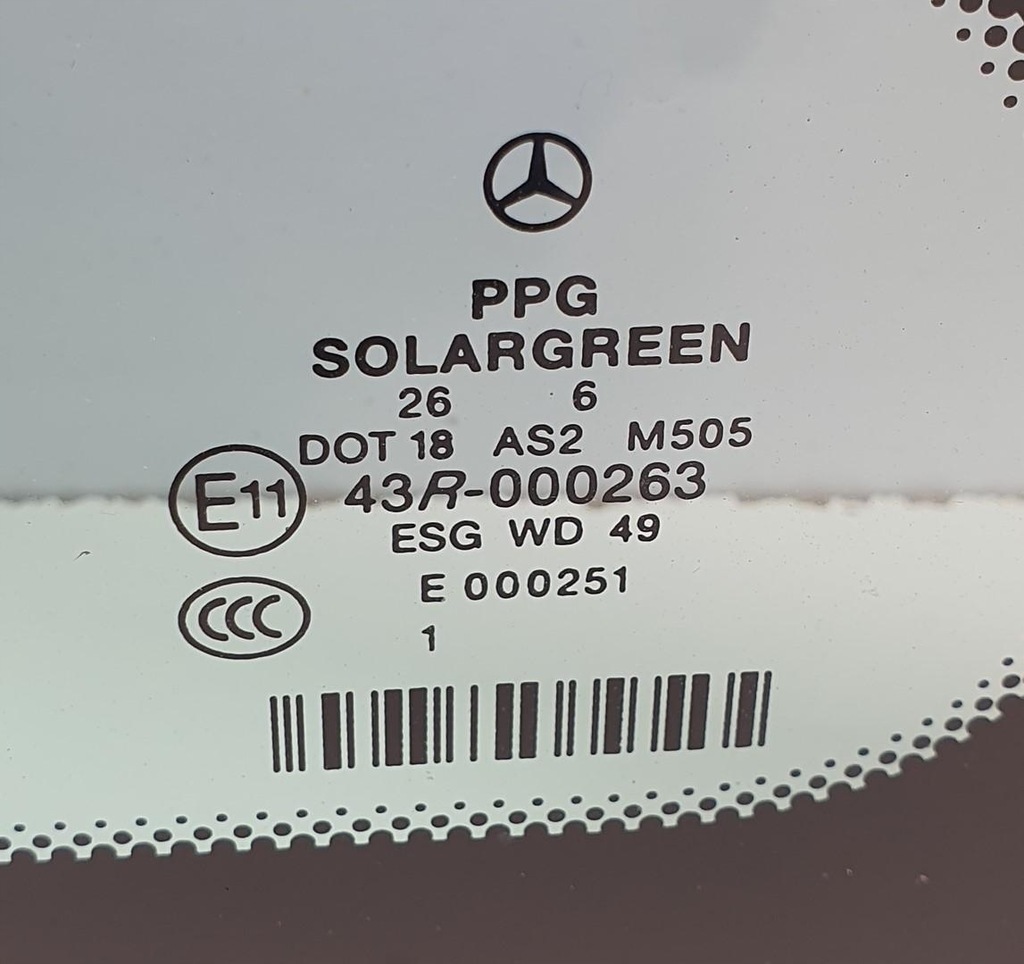 PPG
SOLARGREEN
26 6
DOT 18 AS2 M505
E11 43R-000263
ESG WD 49
CCC E 000251
1